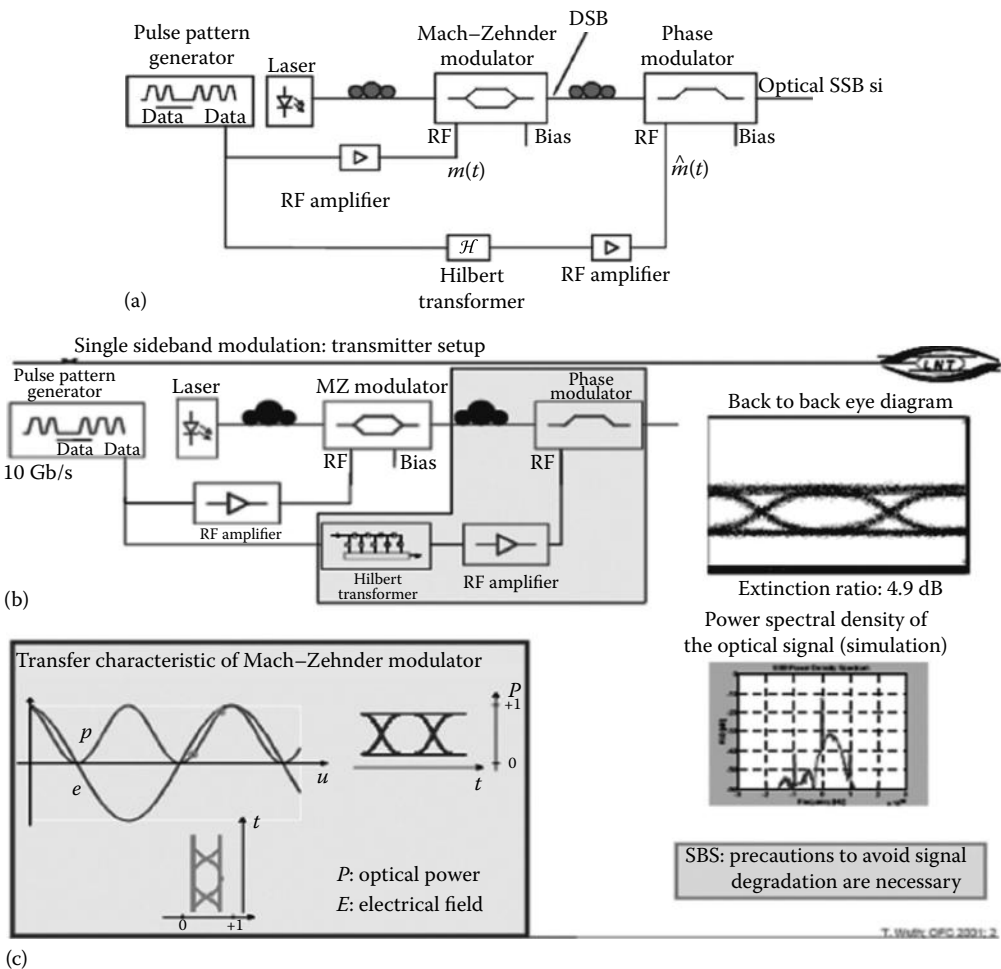 Pulse pattern
generator
Data Data
Laser
Mach–Zehnder
modulator
DSB
Phase
modulator
Optical SSB si
RF
Bias
RF
Bias
m(t)
m̂(t)
RF amplifier
ℋ
Hilbert
transformer
RF amplifier
(a)
Single sideband modulation: transmitter setup
LNT
Pulse pattern
generator
Data Data
10 Gb/s
Laser
MZ modulator
RF
Bias
Phase
modulator
RF
RF amplifier
Hilbert
transformer
RF amplifier
Back to back eye diagram
Extinction ratio: 4.9 dB
(b)
Power spectral density of
the optical signal (simulation)
SSB Power Density Spectrum
Transfer characteristic of Mach–Zehnder modulator
p
e
u
P
+1
0
t
t
0 +1
P: optical power
E: electrical field
SBS: precautions to avoid signal
degradation are necessary
T. Wuth; OFC 2001; 2
(c)